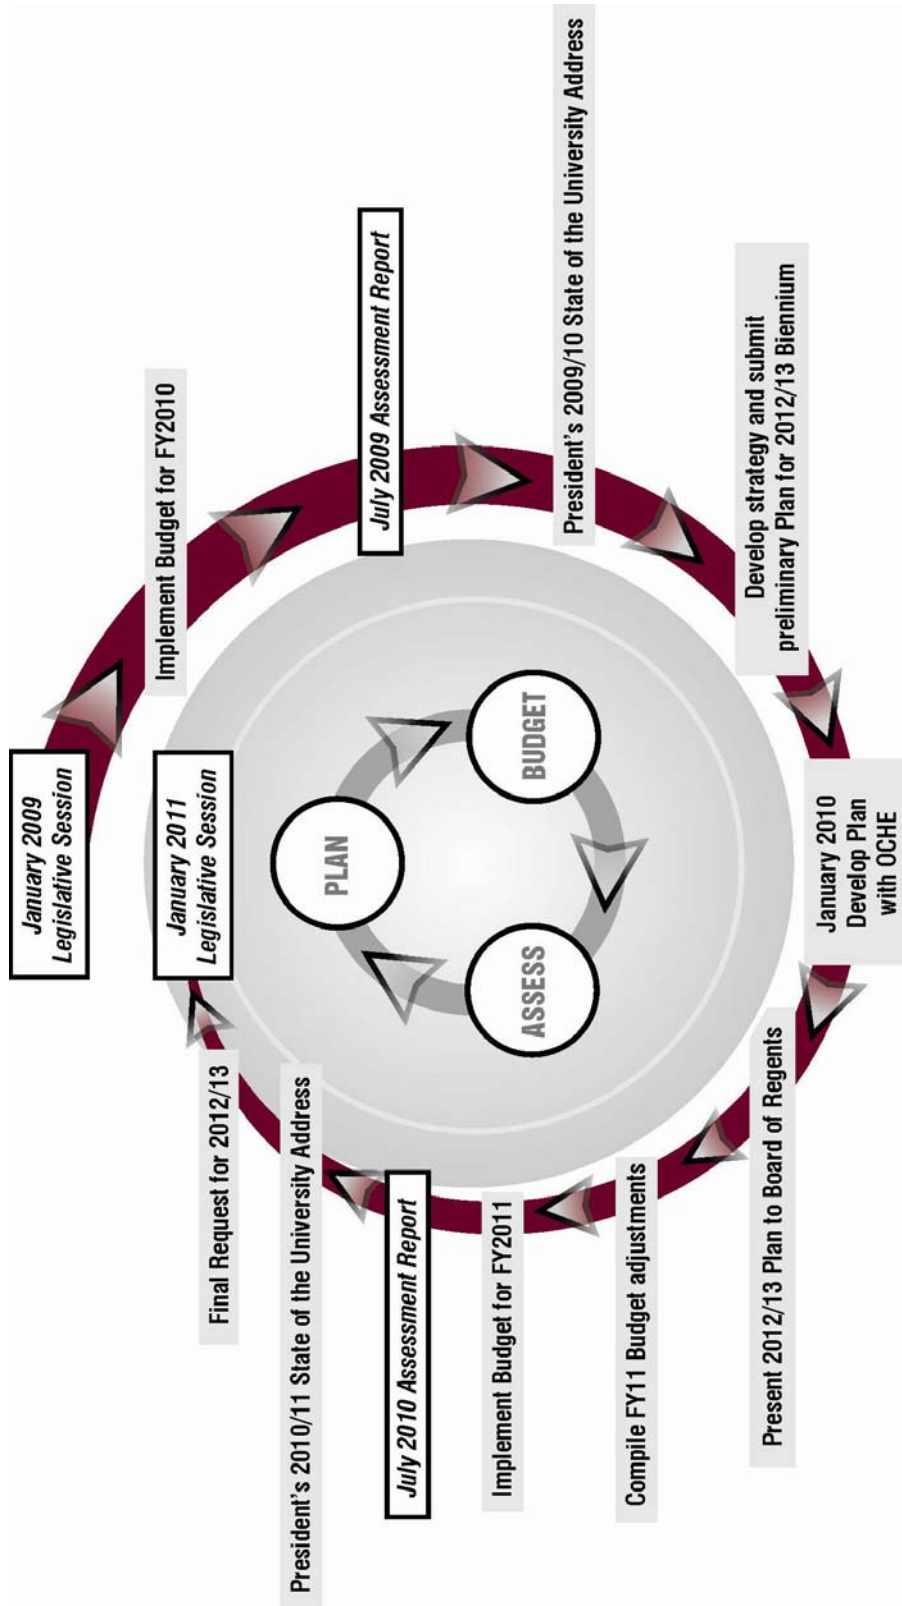 January 2009
Legislative Session
Implement Budget for FY2010
July 2009 Assessment Report
President's 2009/10 State of the University Address
Develop strategy and submit
preliminary Plan for 2012/13 Biennium
January 2010
Develop Plan
with OCHE
Present 2012/13 Plan to Board of Regents
Compile FY11 Budget adjustments
Implement Budget for FY2011
July 2010 Assessment Report
President's 2010/11 State of the University Address
Final Request for 2012/13
January 2011
Legislative Session
PLAN
BUDGET
ASSESS